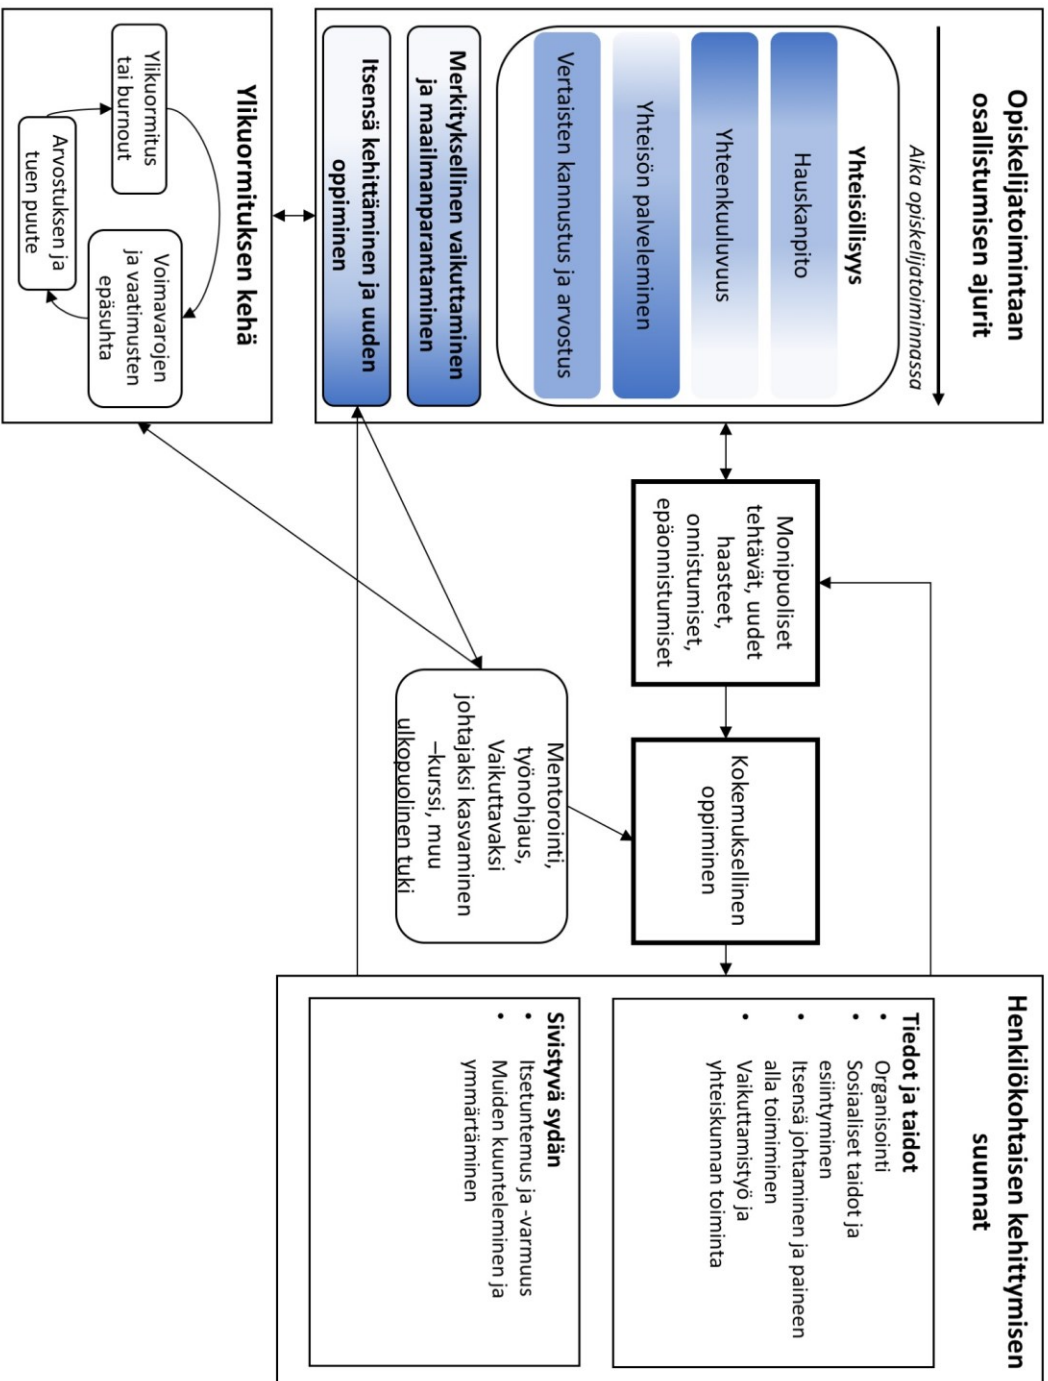 Opiskelijatoimintaan
osallistumisen ajurit
Aika opiskelijatoiminnassa
Yhteisöllisyys
Hauskanpito
Yhteenkuuluvuus
Yhteisön palveleminen
Vertaisten kannustus ja arvostus
Merkityksellinen vaikuttaminen
ja maailmanparantaminen
Itsensä kehittäminen ja uuden
oppiminen
Ylikuormituksen kehä
Ylikuormitus
tai burnout
Voimavarojen
ja vaatimusten
epäsuhta
Arvostuksen ja
tuen puute
Monipuoliset
tehtävät, uudet
haasteet,
onnistumiset,
epäonnistumiset
Kokemuksellinen
oppiminen
Mentorointi,
työnohjaus,
Vaikuttavaksi
johtajaksi kasvaminen
–kurssi, muu
ulkopuolinen tuki
Henkilökohtaisen kehittymisen
suunnat
Tiedot ja taidot
• Organisointi
• Sosiaaliset taidot ja
esiintyminen
• Itsensä johtaminen ja paineen
alla toimiminen
• Vaikuttamistyö ja
yhteiskunnan toiminta
Sivistyvä sydän
• Itsetuntemus ja -varmuus
• Muiden kuunteleminen ja
ymmärtäminen